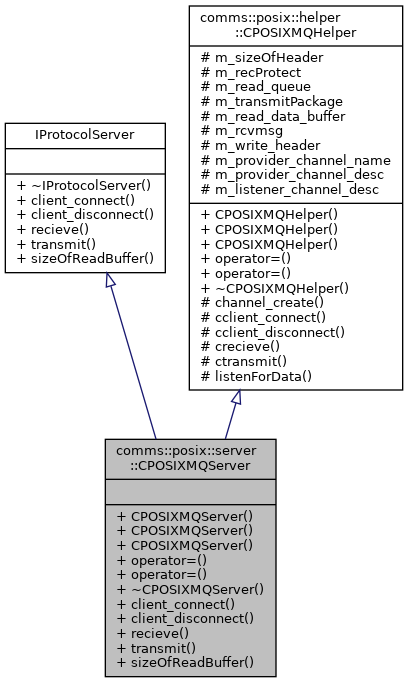 comms::posix::helper
::CPOSIXMQHelper
# m_sizeOfHeader
# m_recProtect
# m_read_queue
# m_transmitPackage
# m_read_data_buffer
# m_rcvmsg
# m_write_header
# m_provider_channel_name
# m_provider_channel_desc
# m_listener_channel_desc
+ CPOSIXMQHelper()
+ CPOSIXMQHelper()
+ CPOSIXMQHelper()
+ operator=()
+ operator=()
+ ~CPOSIXMQHelper()
# channel_create()
# cclient_connect()
# cclient_disconnect()
# crecieve()
# ctransmit()
# listenForData()
IProtocolServer
+ ~IProtocolServer()
+ client_connect()
+ client_disconnect()
+ recieve()
+ transmit()
+ sizeOfReadBuffer()
comms::posix::server
::CPOSIXMQServer
+ CPOSIXMQServer()
+ CPOSIXMQServer()
+ CPOSIXMQServer()
+ operator=()
+ operator=()
+ ~CPOSIXMQServer()
+ client_connect()
+ client_disconnect()
+ recieve()
+ transmit()
+ sizeOfReadBuffer()